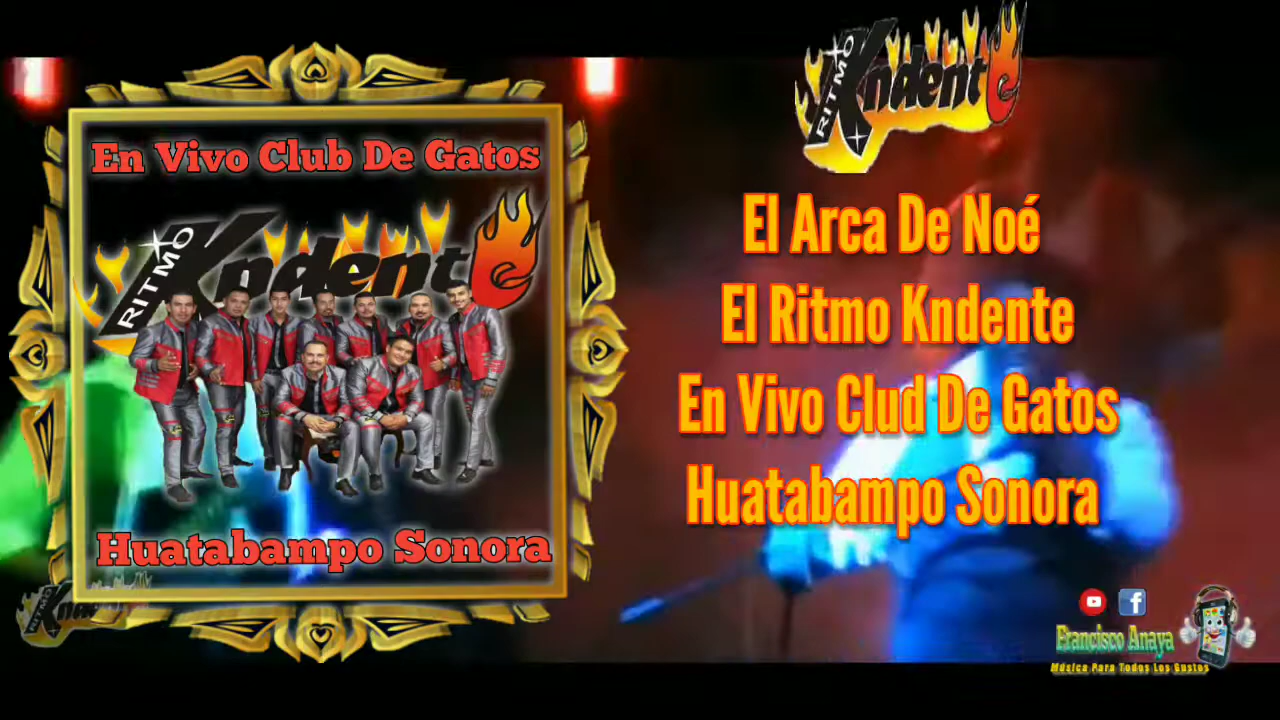 En Vivo Club De Gatos
RITMO
Kndente
Huatabampo Sonora
RITMO
Kndente
El Arca De Noé
El Ritmo Kndente
En Vivo Clud De Gatos
Huatabampo Sonora
Francisco Anaya
Música Para Todos Los Gustos
RITMO